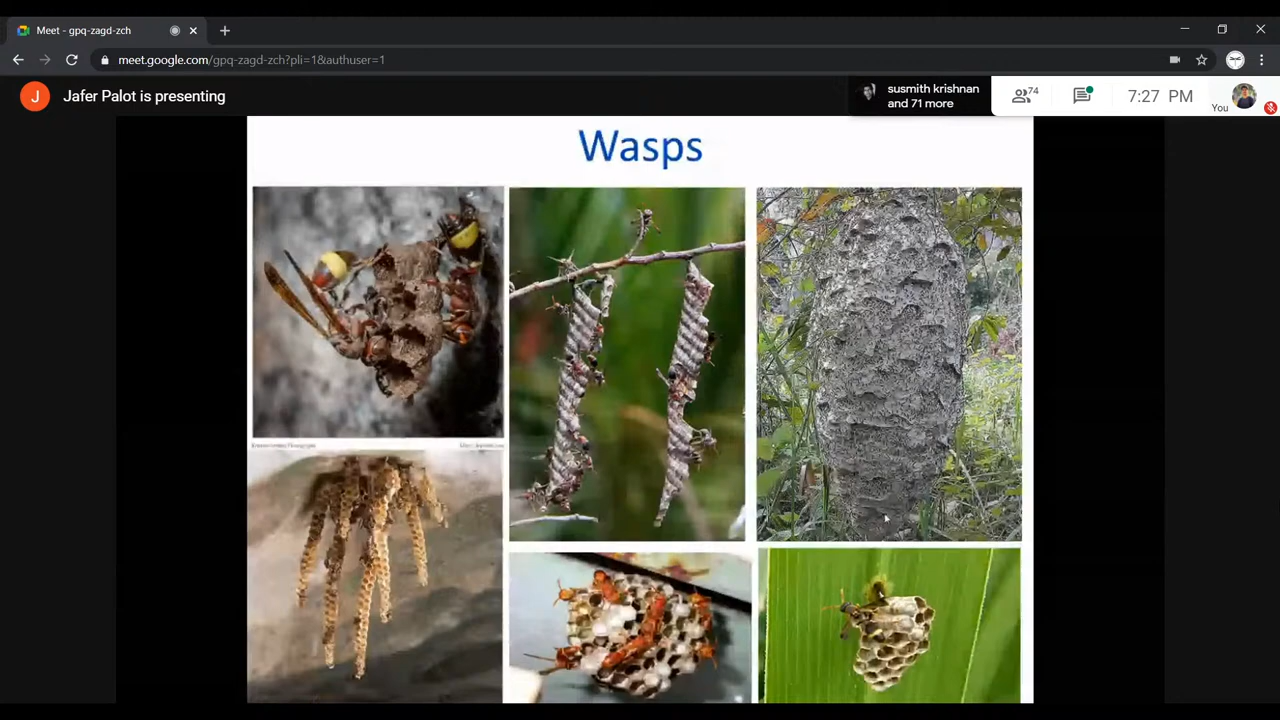 Meet - gpq-zagd-zch
meet.google.com/gpq-zagd-zch?pli=1&authuser=1
J
Jafer Palot is presenting
susmith krishnan
and 71 more
74
7:27 PM
You
Wasps